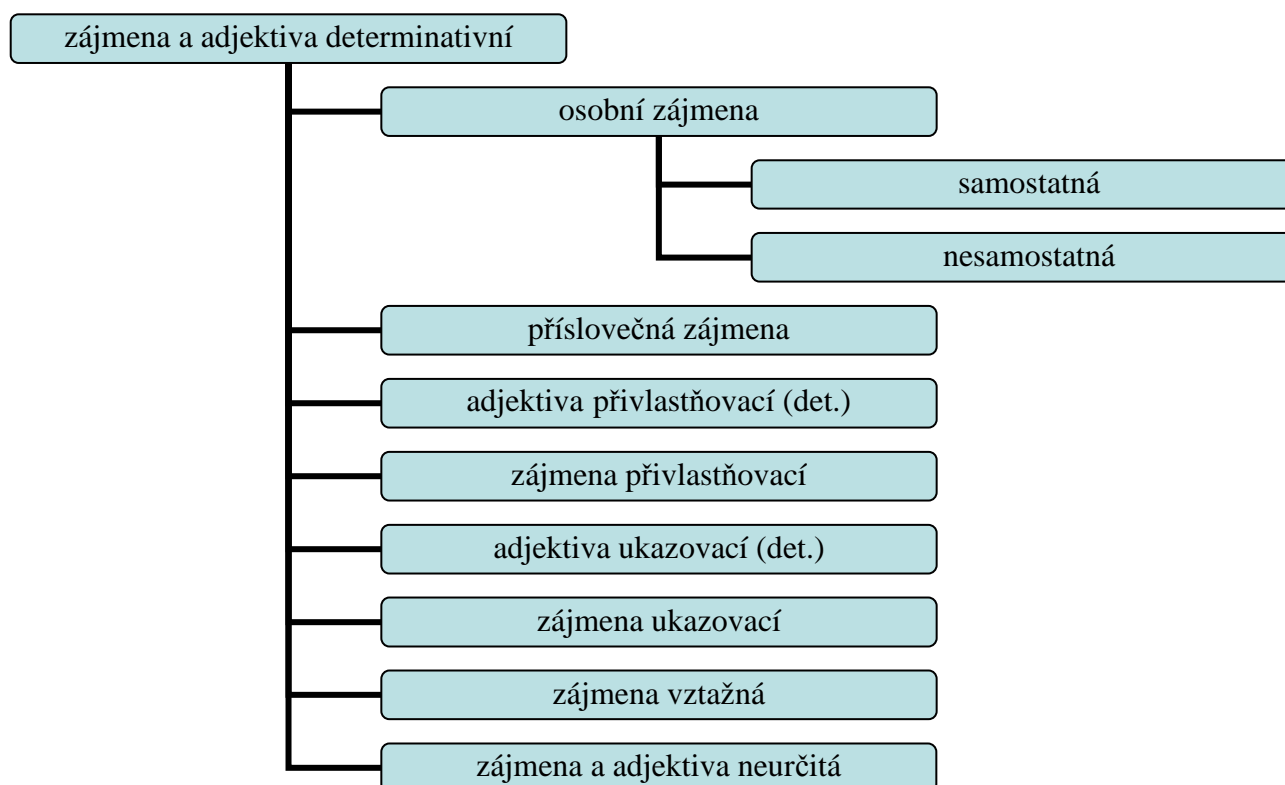 zájmena a adjektiva determinativní
osobní zájmena
samostatná
nesamostatná
příslovečná zájmena
adjektiva přivlastňovací (det.)
zájmena přivlastňovací
adjektiva ukazovací (det.)
zájmena ukazovací
zájmena vztažná
zájmena a adjektiva neurčitá